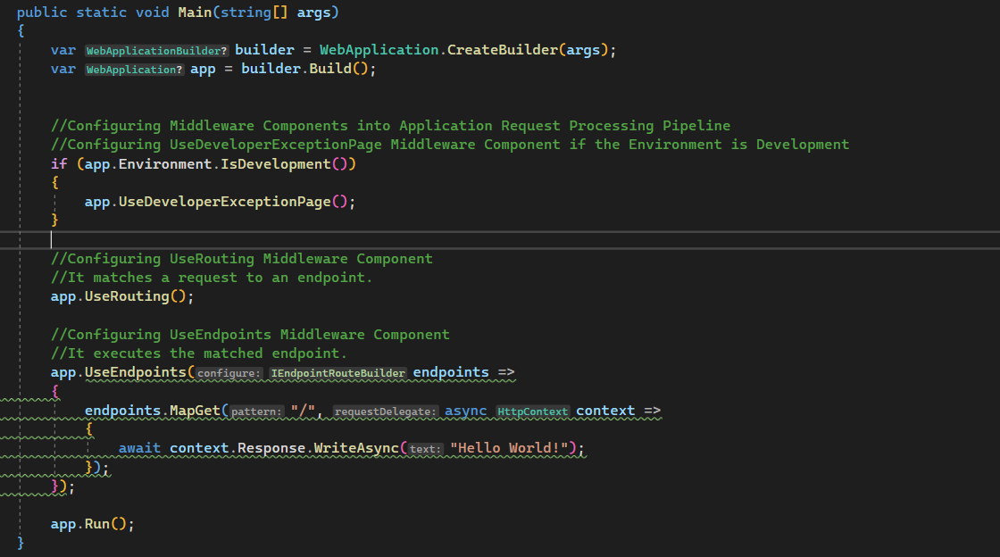 public static void Main(string[] args)
{
    var WebApplicationBuilder? builder = WebApplication.CreateBuilder(args);
    var WebApplication? app = builder.Build();
    //Configuring Middleware Components into Application Request Processing Pipeline
    //Configuring UseDeveloperExceptionPage Middleware Component if the Environment is Development
    if (app.Environment.IsDevelopment())
    {
        app.UseDeveloperExceptionPage();
    }
    //Configuring UseRouting Middleware Component
    //It matches a request to an endpoint.
    app.UseRouting();
    //Configuring UseEndpoints Middleware Component
    //It executes the matched endpoint.
    app.UseEndpoints(configure: IEndpointRouteBuilder endpoints =>
    {
        endpoints.MapGet(pattern: "/", requestDelegate: async HttpContext context =>
        {
            await context.Response.WriteAsync(text: "Hello World!");
        });
    });
    app.Run();
}